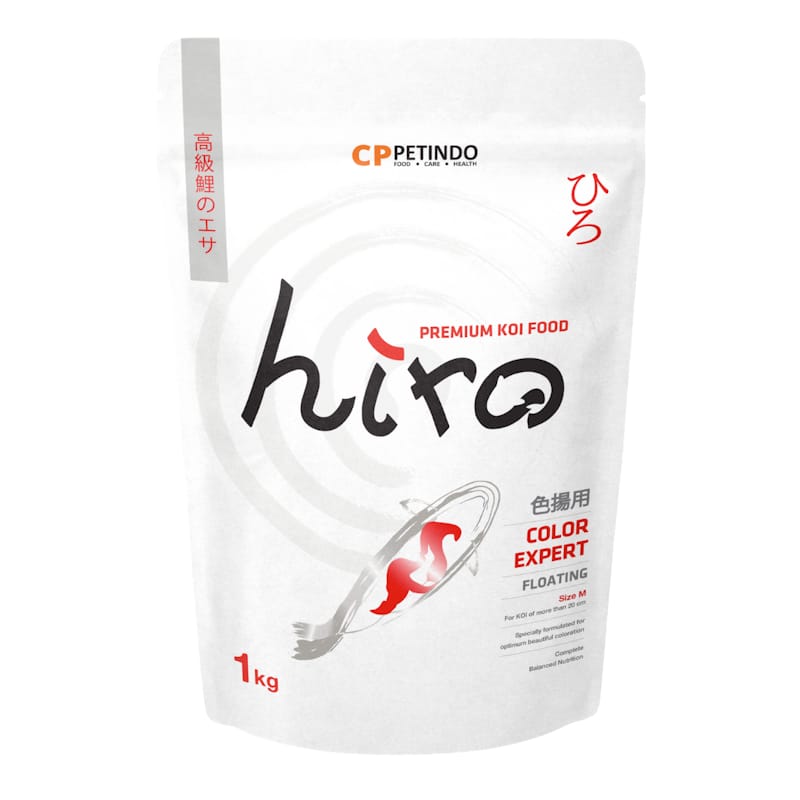 高級鯉のエサ
CPPETINDO
FOOD • CARE • HEALTH
ひろ
PREMIUM KOI FOOD
hiro
色揚用
COLOR
EXPERT
FLOATING
Size M
For KOI of more than 20 cm
Specially formulated for
optimum beautiful coloration
Complete
Balanced Nutrition
1kg